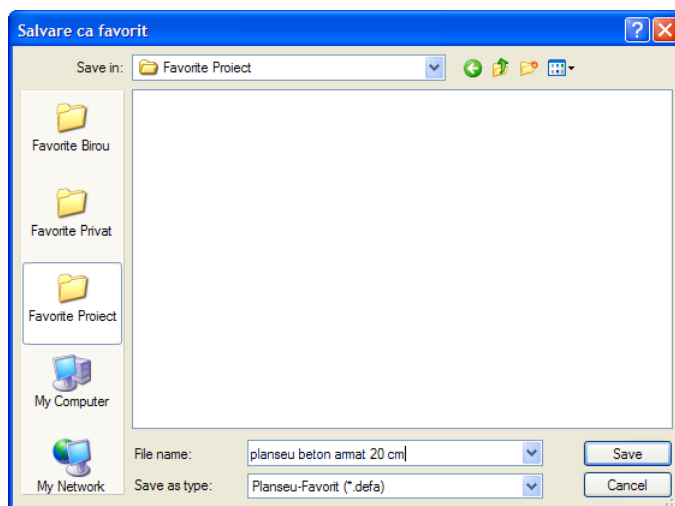 Salvare ca favorit
Save in: Favorite Proiect
Favorite Birou
Favorite Privat
Favorite Proiect
My Computer
My Network
File name: planseu beton armat 20 cm Save
Save as type: Planseu-Favorit (*.defa) Cancel